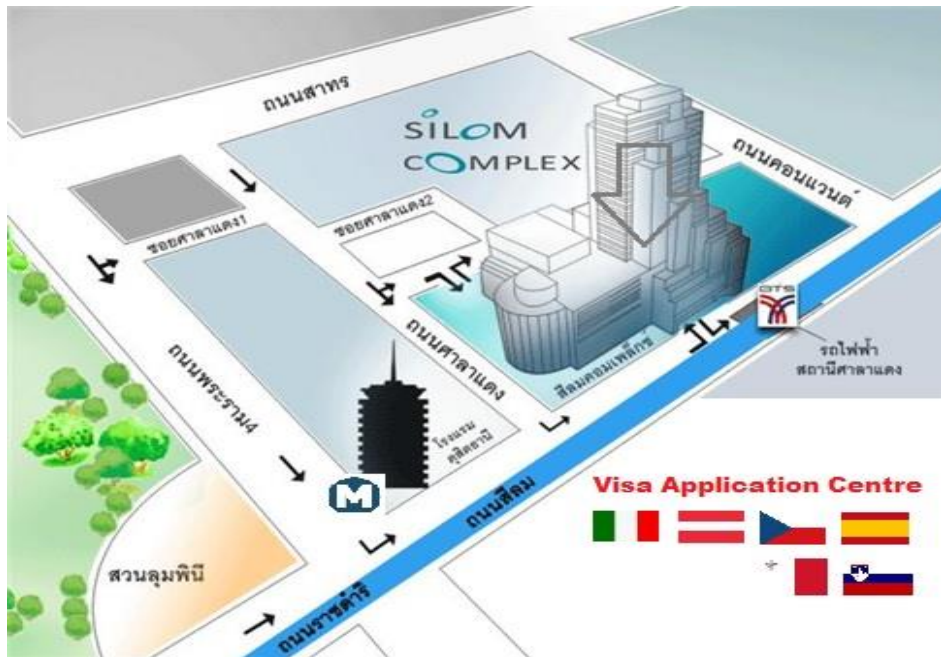 ถนนสาทร
SILOM
COMPLEX
ถนนคอนแวนต์
ซอยศาลาแดง1
ซอยศาลาแดง2
BTS
รถไฟฟ้า
สถานีศาลาแดง
ถนนพระราม4
ถนนศาลาแดง
สีลมคอมเพล็กซ์
โรงแรม
ดุสิตธานี
M
ถนนสีลม
Visa Application Centre
สวนลุมพินี
ถนนราชดำริ